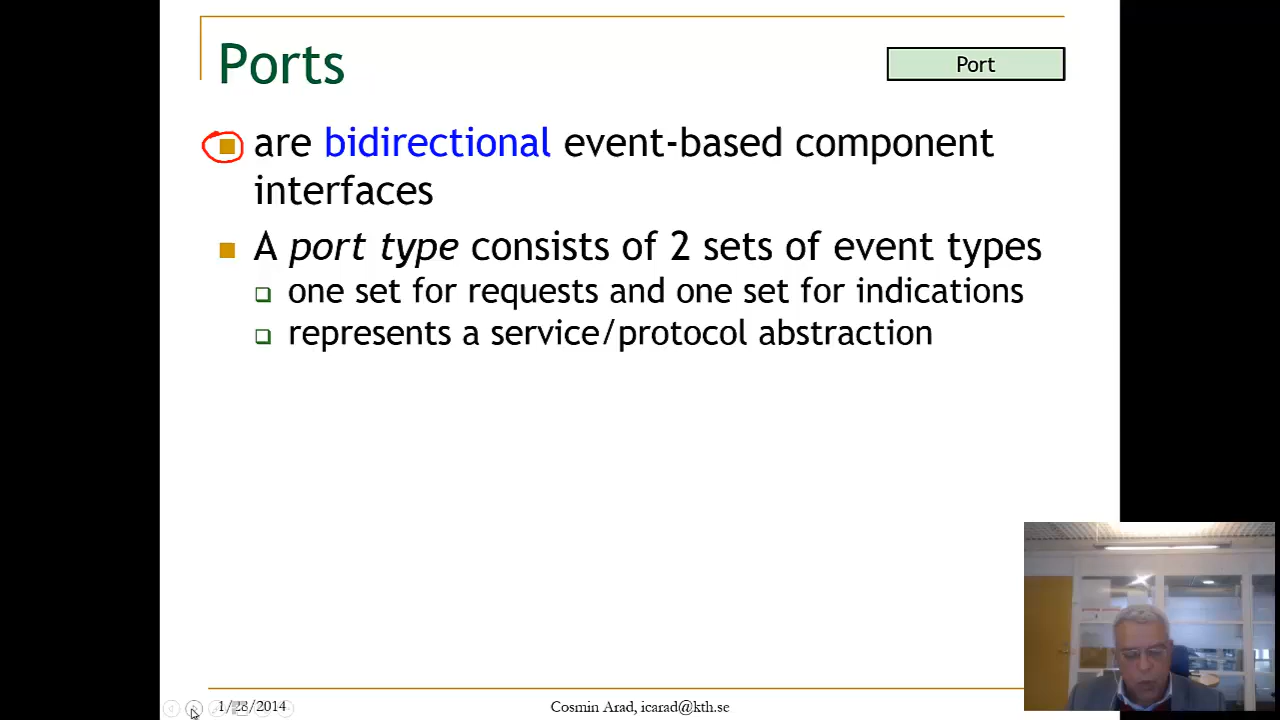 Ports
Port
are bidirectional event-based component
interfaces
A port type consists of 2 sets of event types
one set for requests and one set for indications
represents a service/protocol abstraction
1/28/2014
Cosmin Arad, icarad@kth.se